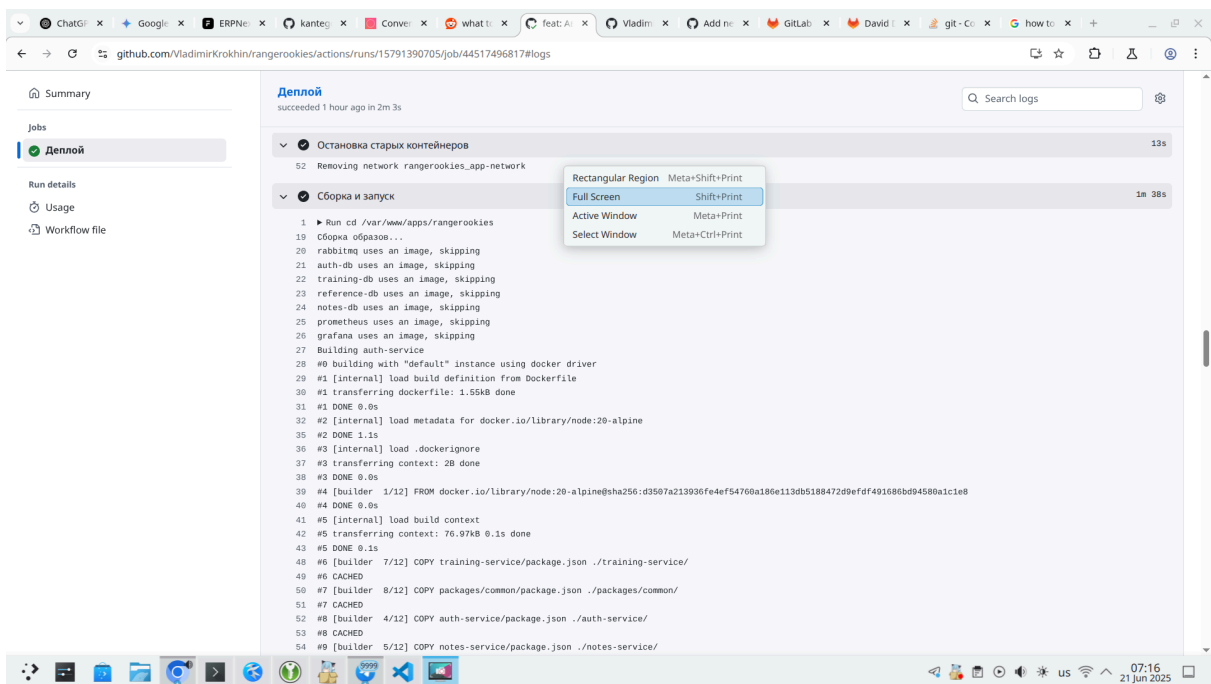 ChatGP
Google
ERPNe
kanteg
Conver
what to
feat: A
Vladim
Add ne
GitLab
David
git - Co
how to
github.com/VladimirKrokhin/rangerookies/actions/runs/15791390705/job/44517496817#logs
Summary
Jobs
Деплой
Run details
Usage
Workflow file
Деплой
succeeded 1 hour ago in 2m 3s
Search logs
Остановка старых контейнеров 13s
52 Removing network rangerookies_app-network
Сборка и запуск 1m 38s
Rectangular Region Meta+Shift+Print
Full Screen Shift+Print
Active Window Meta+Print
Select Window Meta+Ctrl+Print
1 Run cd /var/www/apps/rangerookies
19 Сборка образов...
20 rabbitmq uses an image, skipping
21 auth-db uses an image, skipping
22 training-db uses an image, skipping
23 reference-db uses an image, skipping
24 notes-db uses an image, skipping
25 prometheus uses an image, skipping
26 grafana uses an image, skipping
27 Building auth-service
28 #0 building with "default" instance using docker driver
29 #1 [internal] load build definition from Dockerfile
30 #1 transferring dockerfile: 1.55kB done
31 #1 DONE 0.0s
32 #2 [internal] load metadata for docker.io/library/node:20-alpine
35 #2 DONE 1.1s
36 #3 [internal] load .dockerignore
37 #3 transferring context: 2B done
38 #3 DONE 0.0s
39 #4 [builder 1/12] FROM docker.io/library/node:20-alpine@sha256:d3507a213936fe4ef54760a186e113db5188472d9efdf491686bd94580a1c1e8
40 #4 DONE 0.0s
41 #5 [internal] load build context
42 #5 transferring context: 76.97kB 0.1s done
43 #5 DONE 0.1s
48 #6 [builder 7/12] COPY training-service/package.json ./training-service/
49 #6 CACHED
50 #7 [builder 8/12] COPY packages/common/package.json ./packages/common/
51 #7 CACHED
52 #8 [builder 4/12] COPY auth-service/package.json ./auth-service/
53 #8 CACHED
54 #9 [builder 5/12] COPY notes-service/package.json ./notes-service/
9999
us
07:16
21 Jun 2025